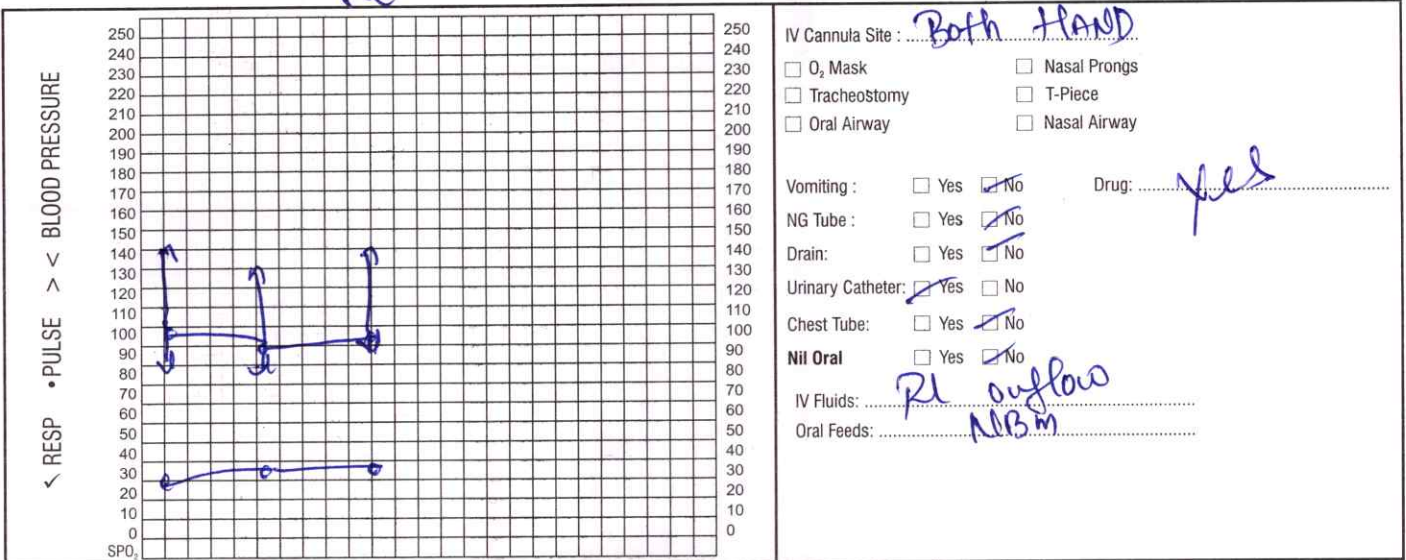 < RESP • PULSE > < BLOOD PRESSURE
250 250
240 240
230 230
220 220
210 210
200 200
190 190
180 180
170 170
160 160
150 150
140 140
130 130
120 120
110 110
100 100
90 90
80 80
70 70
60 60
50 50
40 40
30 30
20 20
10 10
0 0
SPO₂
IV Cannula Site : Both HAND
O₂ Mask Nasal Prongs
Tracheostomy T-Piece
Oral Airway Nasal Airway
Vomiting : Yes No Drug: Yes
NG Tube : Yes No
Drain: Yes No
Urinary Catheter: Yes No
Chest Tube: Yes No
Nil Oral Yes No
IV Fluids: RL onflow
Oral Feeds: NBM